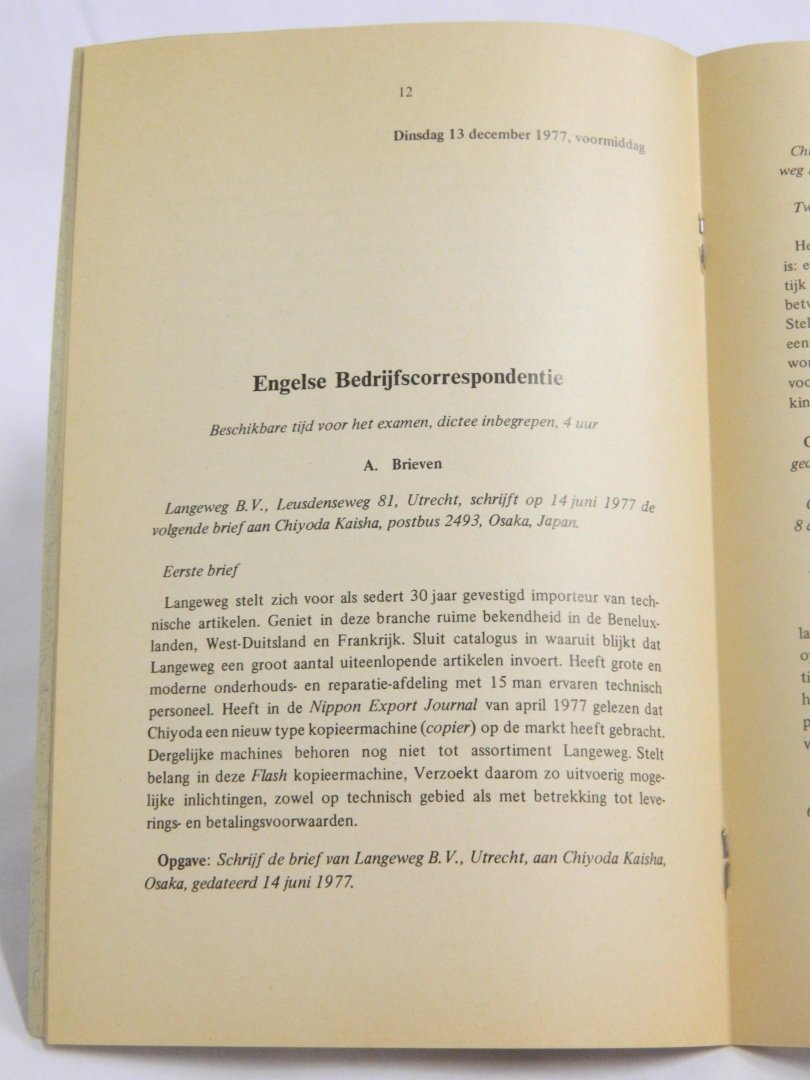 12
Dinsdag 13 december 1977, voormiddag
Engelse Bedrijfscorrespondentie
Beschikbare tijd voor het examen, dictee inbegrepen, 4 uur
A. Brieven
Langeweg B.V., Leusdenseweg 81, Utrecht, schrijft op 14 juni 1977 de
volgende brief aan Chiyoda Kaisha, postbus 2493, Osaka, Japan.
Eerste brief
Langeweg stelt zich voor als sedert 30 jaar gevestigd importeur van tech-
nische artikelen. Geniet in deze branche ruime bekendheid in de Benelux-
landen, West-Duitsland en Frankrijk. Sluit catalogus in waaruit blijkt dat
Langeweg een groot aantal uiteenlopende artikelen invoert. Heeft grote en
moderne onderhouds- en reparatie-afdeling met 15 man ervaren technisch
personeel. Heeft in de Nippon Export Journal van april 1977 gelezen dat
Chiyoda een nieuw type kopieermachine (copier) op de markt heeft gebracht.
Dergelijke machines behoren nog niet tot assortiment Langeweg. Stelt
belang in deze Flash kopieermachine, Verzoekt daarom zo uitvoerig moge-
lijke inlichtingen, zowel op technisch gebied als met betrekking tot leve-
rings- en betalingsvoorwaarden.
Opgave: Schrijf de brief van Langeweg B.V., Utrecht, aan Chiyoda Kaisha,
Osaka, gedateerd 14 juni 1977.
weg
is: e
tijk
een